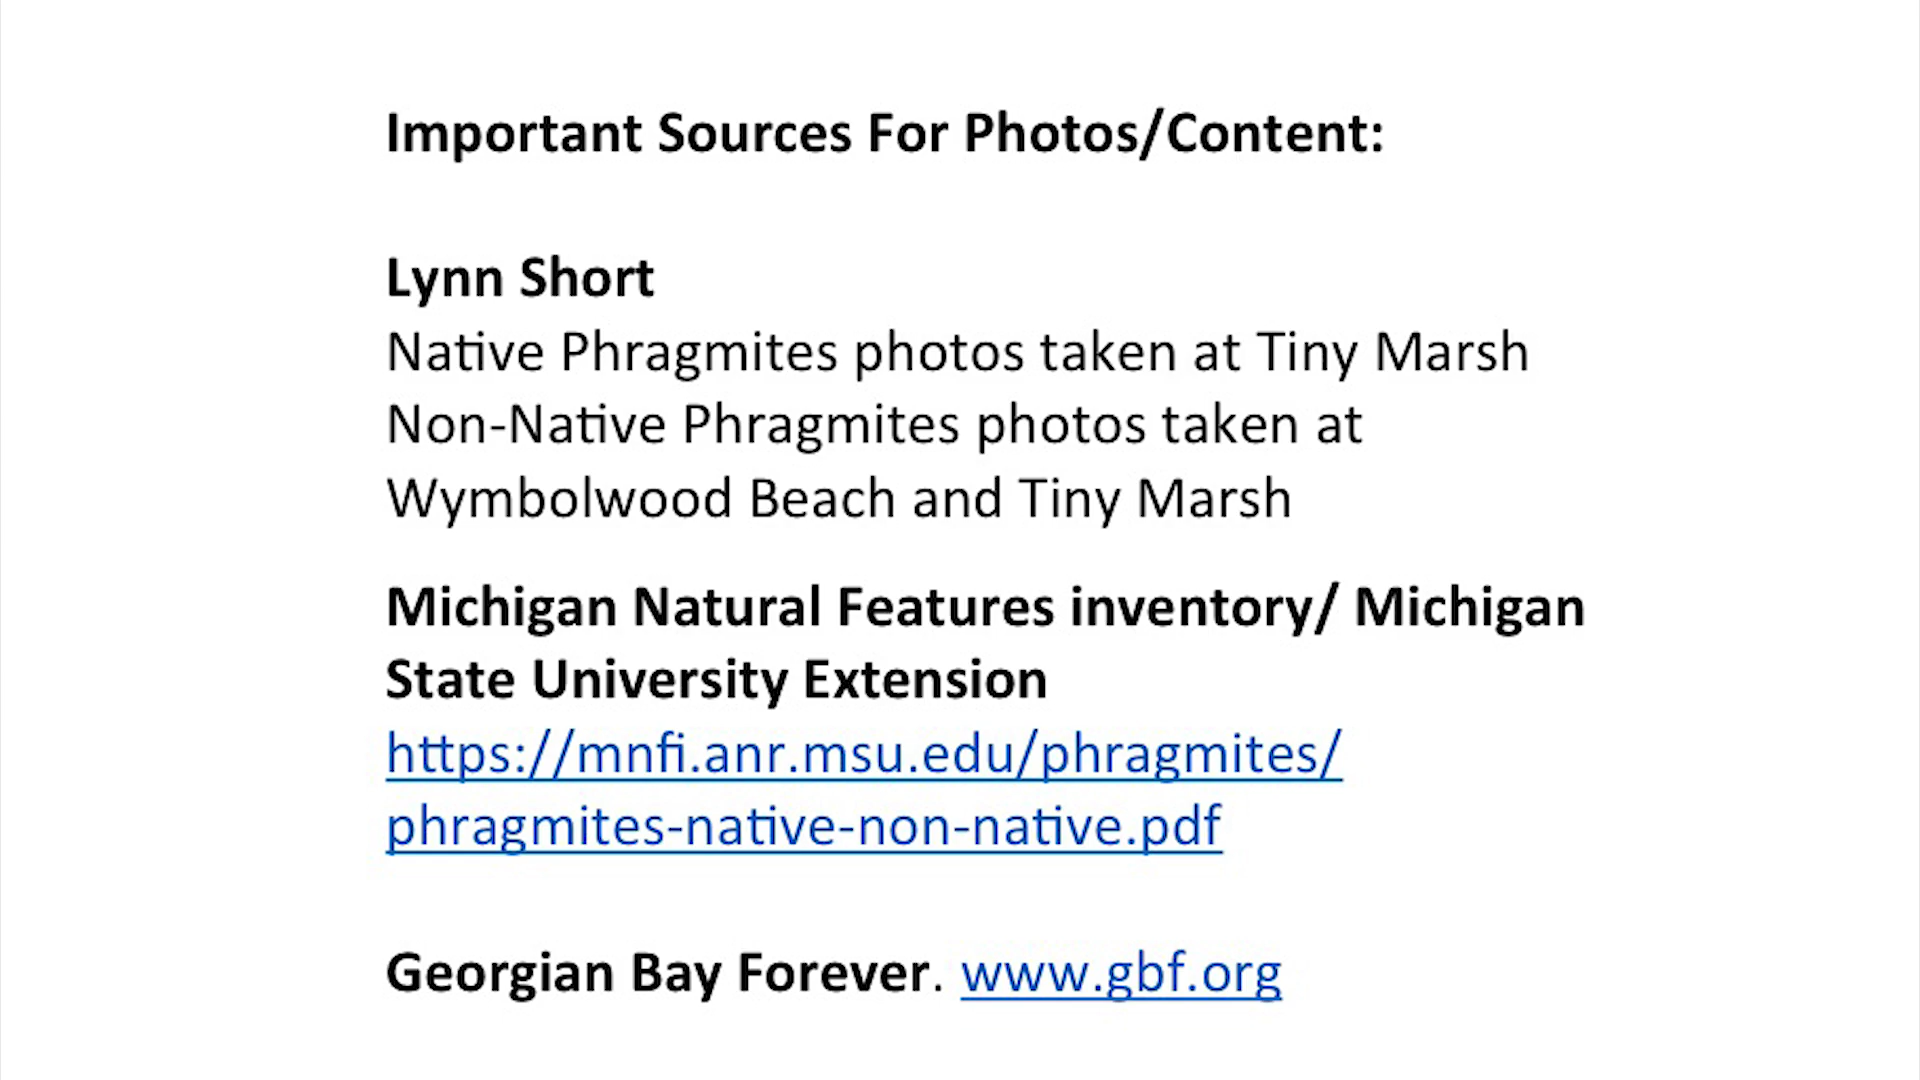 Important Sources For Photos/Content:
Lynn Short
Native Phragmites photos taken at Tiny Marsh
Non-Native Phragmites photos taken at
Wymbolwood Beach and Tiny Marsh
Michigan Natural Features inventory/ Michigan
State University Extension
https://mnfi.anr.msu.edu/phragmites/
phragmites-native-non-native.pdf
Georgian Bay Forever. www.gbf.org